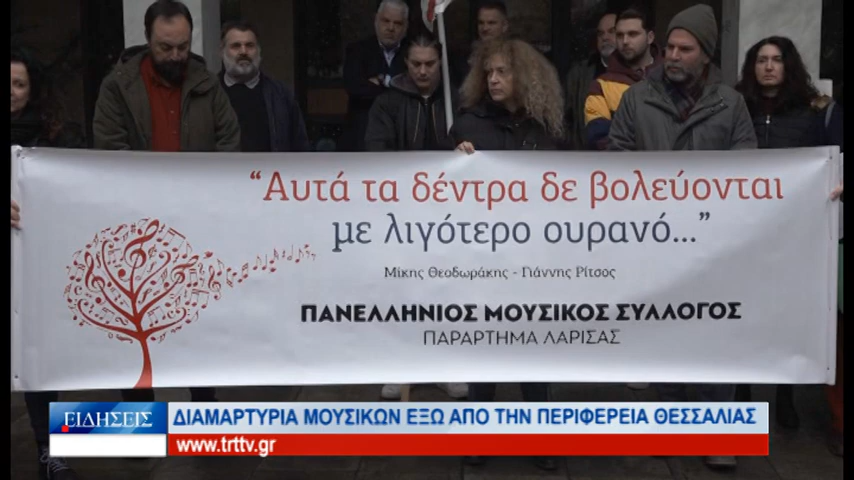 “Αυτά τα δέντρα δε βολεύονται
με λιγότερο ουρανό...”
Μίκης Θεοδωράκης - Γιάννης Ρίτσος
ΠΑΝΕΛΛΗΝΙΟΣ ΜΟΥΣΙΚΟΣ ΣΥΛΛΟΓΟΣ
ΠΑΡΑΡΤΗΜΑ ΛΑΡΙΣΑΣ
ΕΙΔΗΣΕΙΣ
ΔΙΑΜΑΡΤΥΡΙΑ ΜΟΥΣΙΚΩΝ ΕΞΩ ΑΠΟ ΤΗΝ ΠΕΡΙΦΕΡΕΙΑ ΘΕΣΣΑΛΙΑΣ
www.trttv.gr